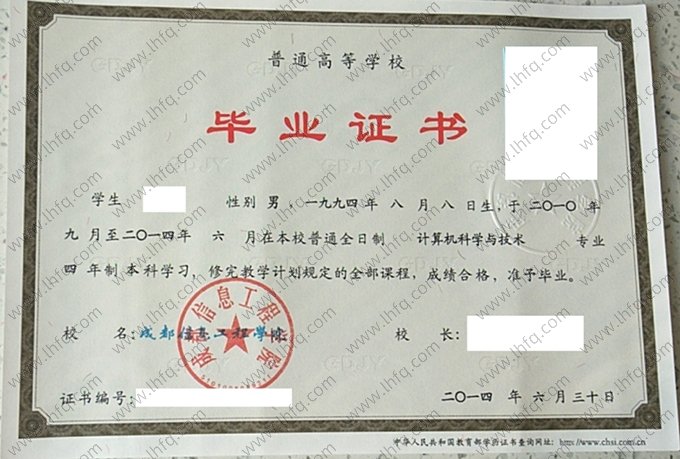 普通高等学校
毕业证书
学生 性别 男，一九九四年 八 月 八 日生，于 二〇一〇 年
九 月至二〇一四年 六 月在本校普通全日制 计算机科学与技术 专业
四 年制 本科学习，修完教学计划规定的全部课程，成绩合格，准予毕业。
校 名：成都信息工程学院
校 长：
证书编号：
二〇一四 年 六 月 三十 日
中华人民共和国教育部学历证书查询网址：http://www.chsi.com.cn
www.lhfq.com